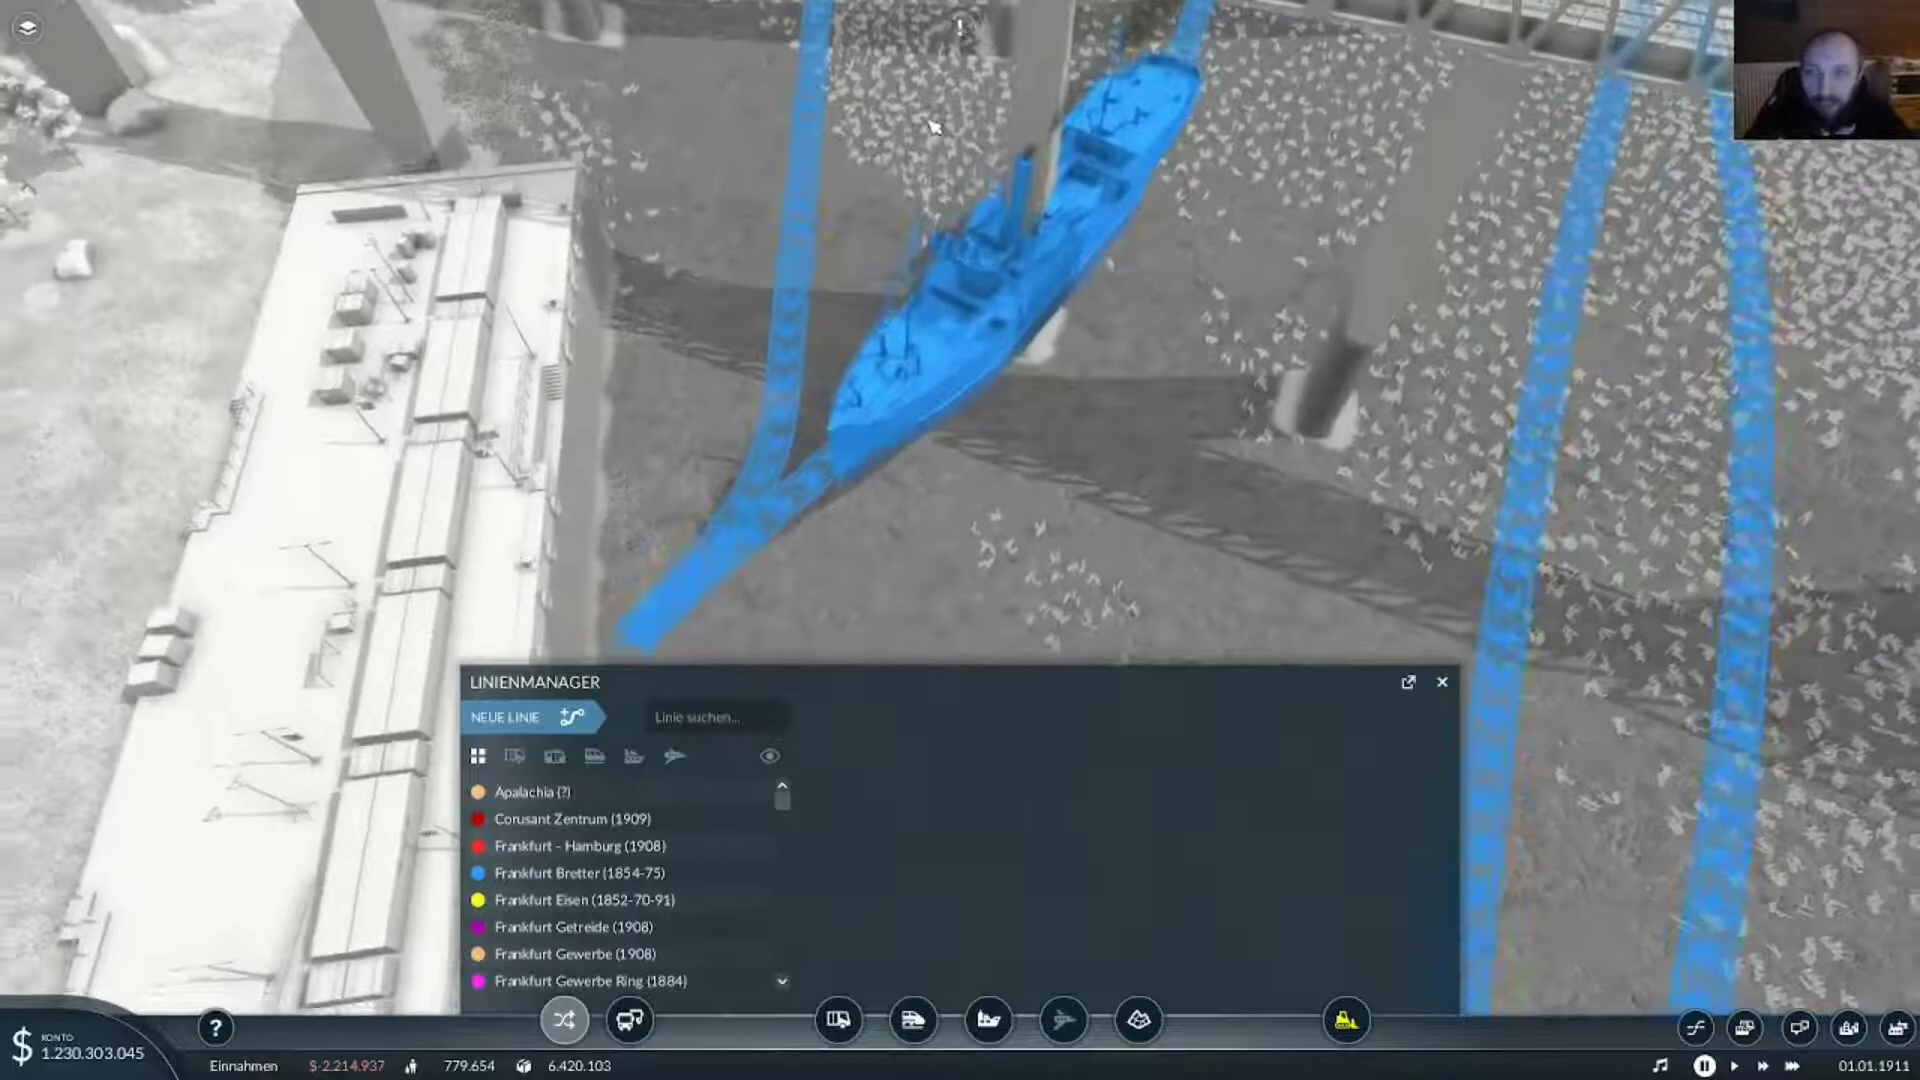 LINIENMANAGER
NEUE LINIE
Linie suchen...
Apalachia (?)
Corusant Zentrum (1909)
Frankfurt - Hamburg (1908)
Frankfurt Bretter (1854-75)
Frankfurt Eisen (1852-70-91)
Frankfurt Getreide (1908)
Frankfurt Gewerbe (1908)
Frankfurt Gewerbe Ring (1884)
?
$ KONTO
1.230.303.045
Einnahmen $-2.214.937 779.654 6.420.103
01.01.1911